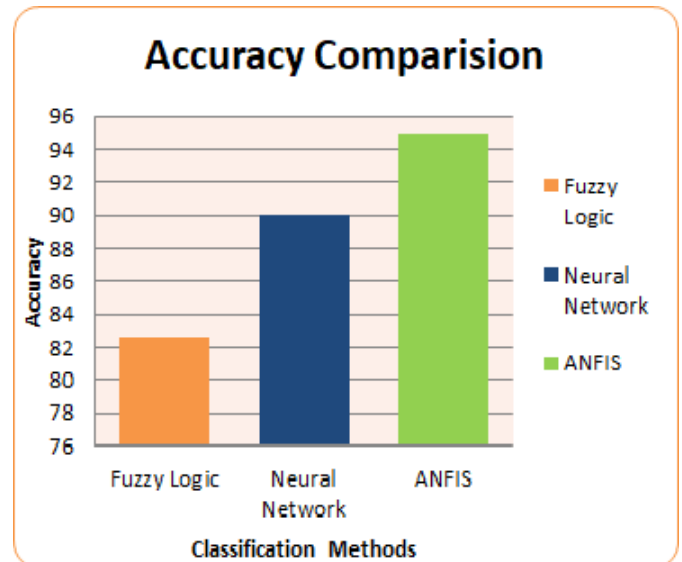 Accuracy Comparision
96
94
92
90
88
86
84
82
80
78
76
Accuracy
Fuzzy Logic
Neural
Network
ANFIS
Classification Methods
Fuzzy
Logic
Neural
Network
ANFIS